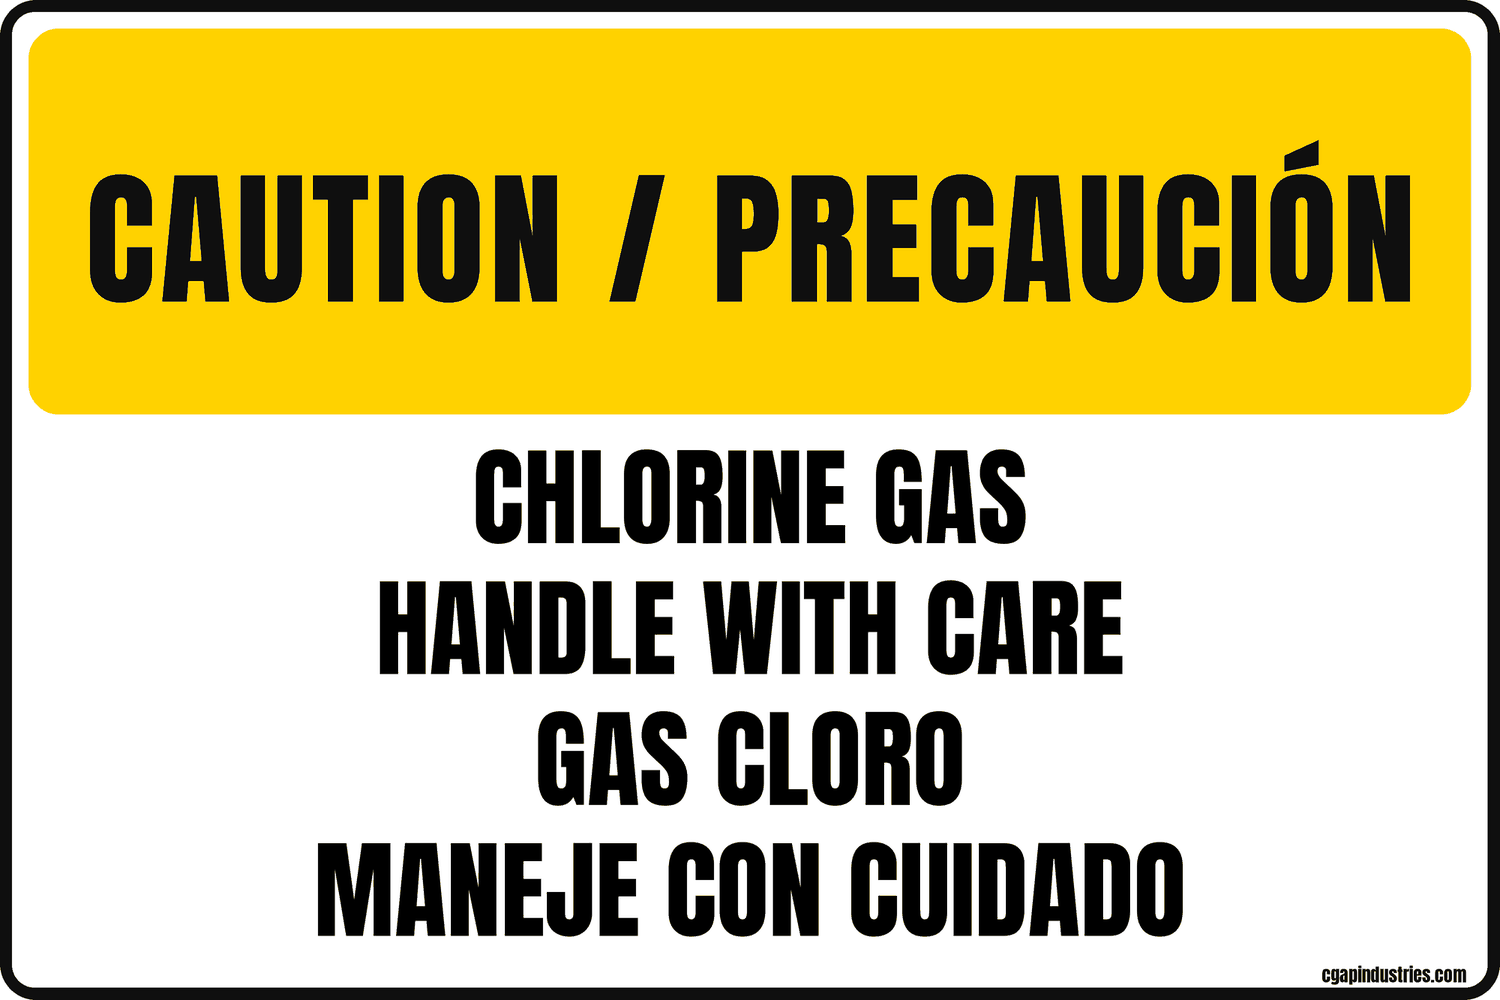 CAUTION / PRECAUCIÓN
CHLORINE GAS
HANDLE WITH CARE
GAS CLORO
MANEJE CON CUIDADO
cgapindustries.com